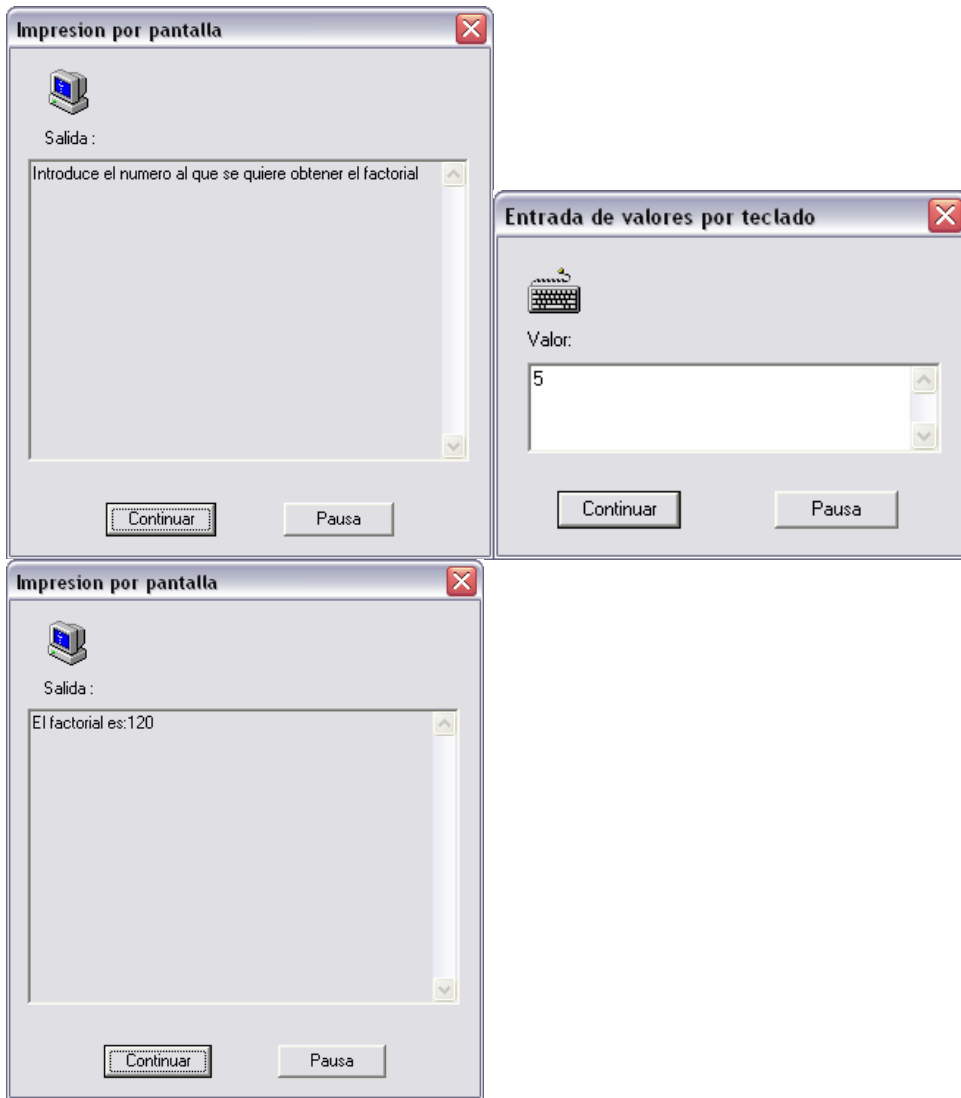 Impresion por pantalla
Salida :
Introduce el numero al que se quiere obtener el factorial
Continuar
Pausa
Entrada de valores por teclado
Valor:
5
Continuar
Pausa
Impresion por pantalla
Salida :
El factorial es:120
Continuar
Pausa